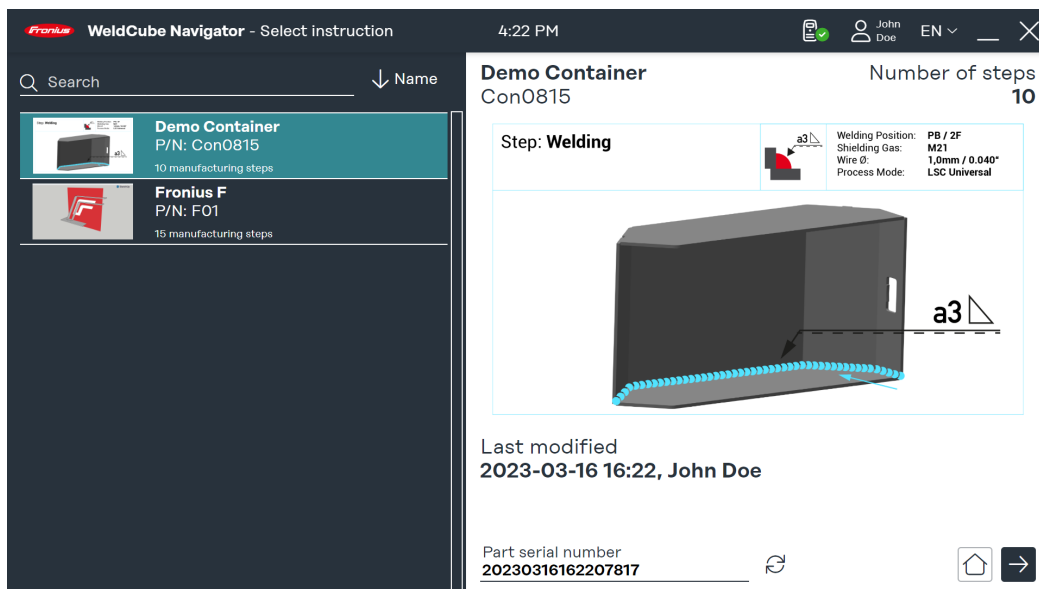 Fronius WeldCube Navigator - Select instruction
4:22 PM
John
Doe
EN
Search
Name
Demo Container
P/N: Con0815
10 manufacturing steps
Fronius F
P/N: F01
15 manufacturing steps
Demo Container
Con0815
Number of steps
10
Step: Welding
a3
Welding Position: PB / 2F
Shielding Gas: M21
Wire Ø: 1,0mm / 0.040"
Process Mode: LSC Universal
a3
Last modified
2023-03-16 16:22, John Doe
Part serial number
20230316162207817